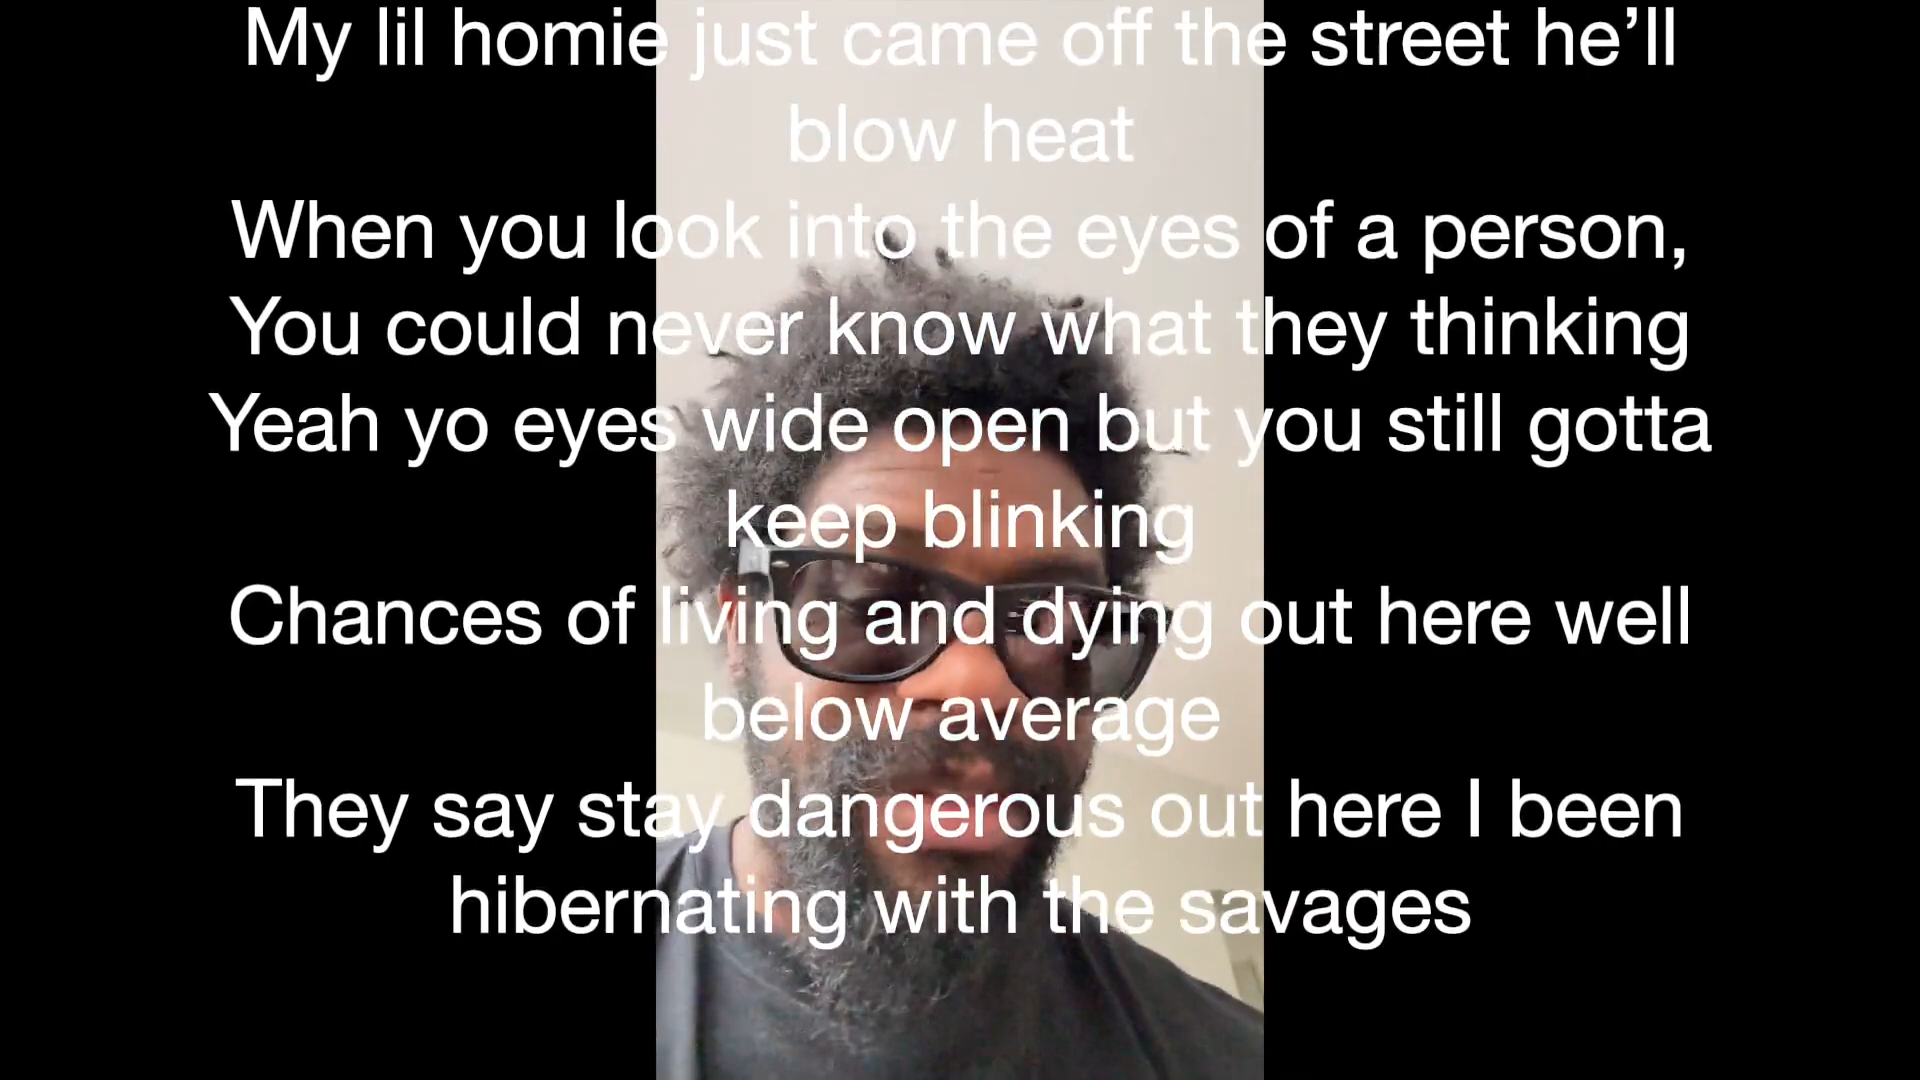 My lil homie just came off the street he’ll
blow heat
When you look into the eyes of a person,
You could never know what they thinking
Yeah yo eyes wide open but you still gotta
keep blinking
Chances of living and dying out here well
below average
They say stay dangerous out here I been
hibernating with the savages